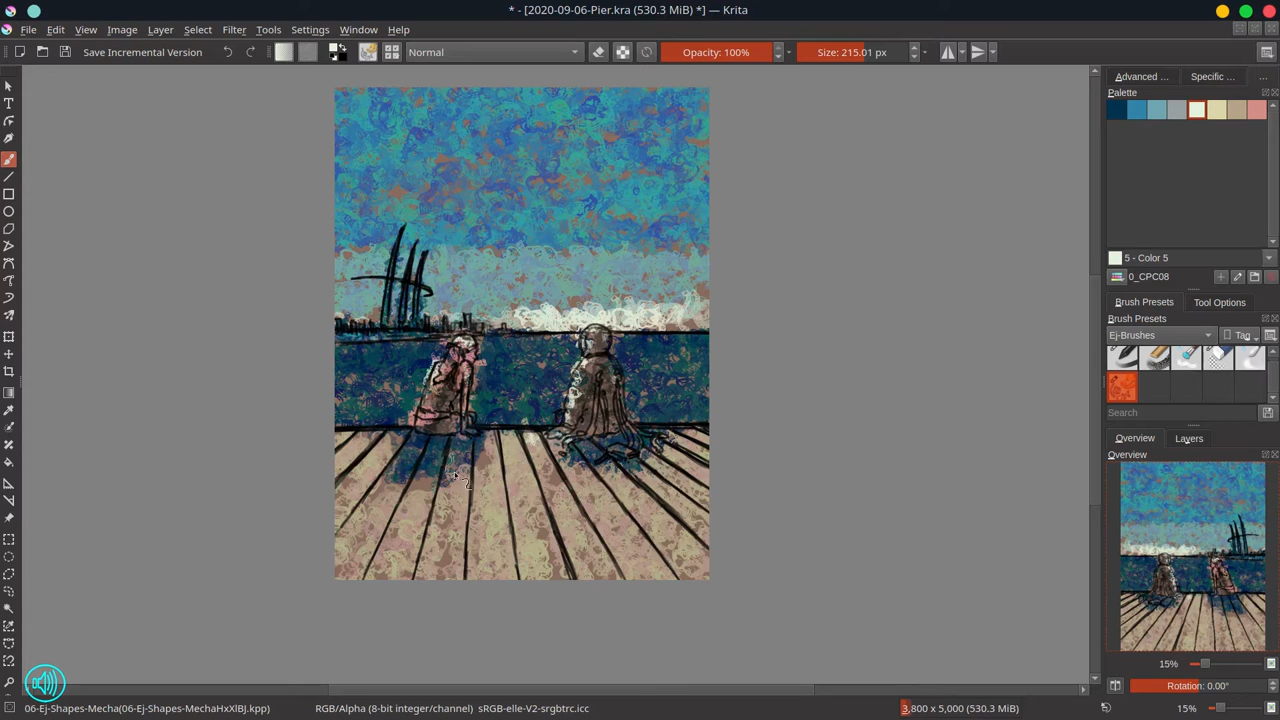 * - [2020-09-06-Pier.kra (530.3 MiB) *] — Krita
File Edit View Image Layer Select Filter Tools Settings Window Help
Save Incremental Version Normal Opacity: 100% Size: 215.01 px
Advanced ... Specific ... ...
Palette
5 - Color 5
0_CPC08
Brush Presets Tool Options
Brush Presets
Ej-Brushes Tag
Search
Overview Layers
Overview
15%
Rotation: 0.00°
06-Ej-Shapes-Mecha(06-Ej-Shapes-MechaHxXlBJ.kpp) RGB/Alpha (8-bit integer/channel) sRGB-elle-V2-srgbtrc.icc 3,800 x 5,000 (530.3 MiB) 15%